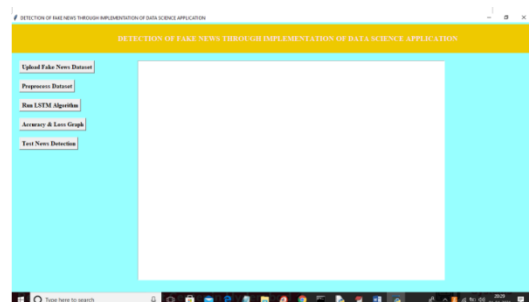 DETECTION OF FAKE NEWS THROUGH IMPLEMENTATION OF DATA SCIENCE APPLICATION
DETECTION OF FAKE NEWS THROUGH IMPLEMENTATION OF DATA SCIENCE APPLICATION
Upload Fake News Dataset
Preprocess Dataset
Run LSTM Algorithm
Accuracy & Loss Graph
Test News Detection
Type here to search
20:29